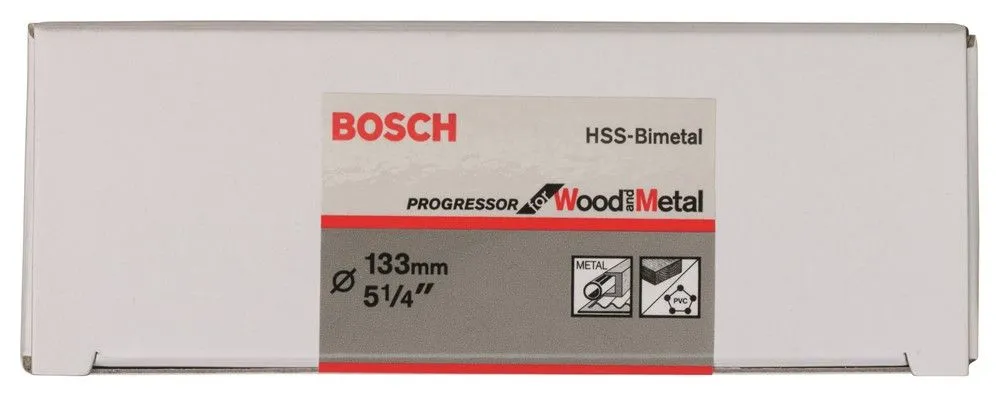 BOSCH
HSS-Bimetal
PROGRESSOR for Wood and Metal
Ø 133mm
5 1/4"
METAL
PVC